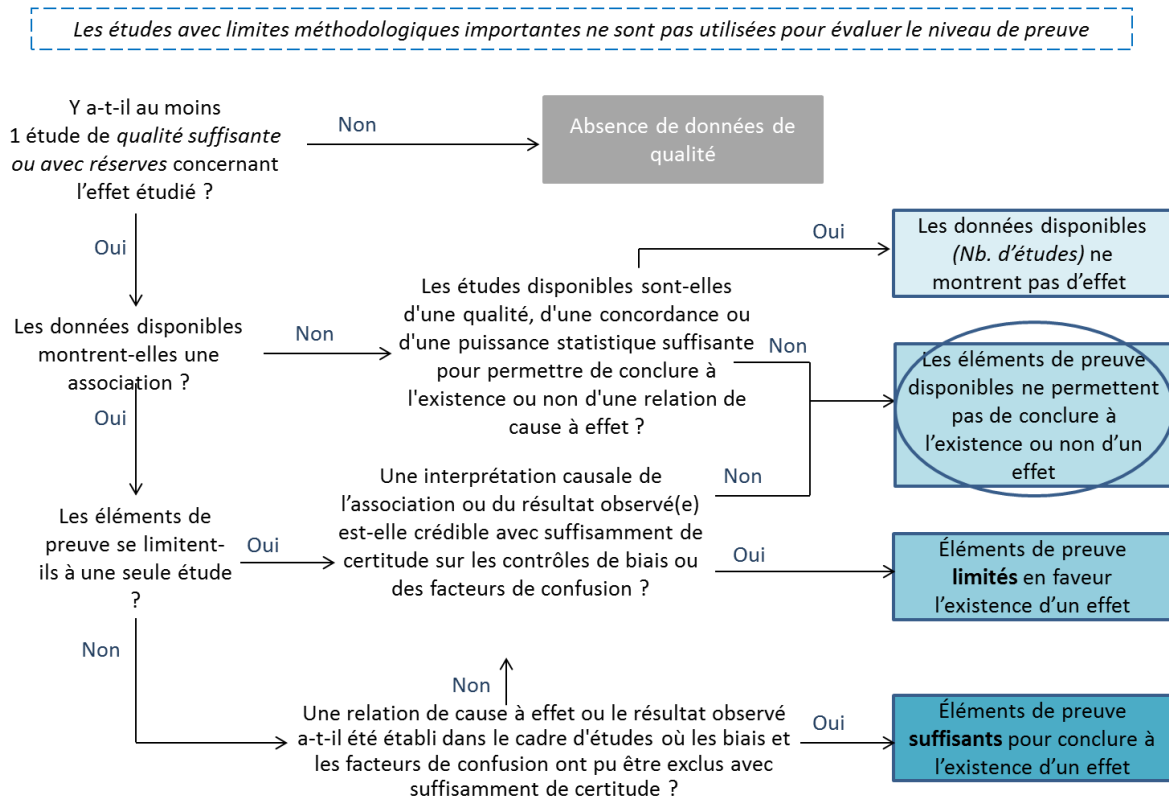 Les études avec limites méthodologiques importantes ne sont pas utilisées pour évaluer le niveau de preuve
Y a-t-il au moins
1 étude de qualité suffisante
ou avec réserves concernant
l'effet étudié ?
Non
Absence de données de
qualité
Oui
Les données disponibles
montrent-elles une
association ?
Non
Les études disponibles sont-elles
d'une qualité, d'une concordance ou
d'une puissance statistique suffisante
pour permettre de conclure à
l'existence ou non d'une relation de
cause à effet ?
Oui
Les données disponibles
(Nb. d'études) ne
montrent pas d'effet
Non
Les éléments de preuve
disponibles ne permettent
pas de conclure à
l'existence ou non d'un
effet
Oui
Les éléments de
preuve se limitent-
ils à une seule étude
?
Oui
Une interprétation causale de
l'association ou du résultat observé(e)
est-elle crédible avec suffisamment de
certitude sur les contrôles de biais ou
des facteurs de confusion ?
Non
Oui
Éléments de preuve
limités en faveur
l'existence d'un effet
Non
Non
Une relation de cause à effet ou le résultat observé
a-t-il été établi dans le cadre d'études où les biais et
les facteurs de confusion ont pu être exclus avec
suffisamment de certitude ?
Oui
Éléments de preuve
suffisants pour conclure à
l'existence d'un effet